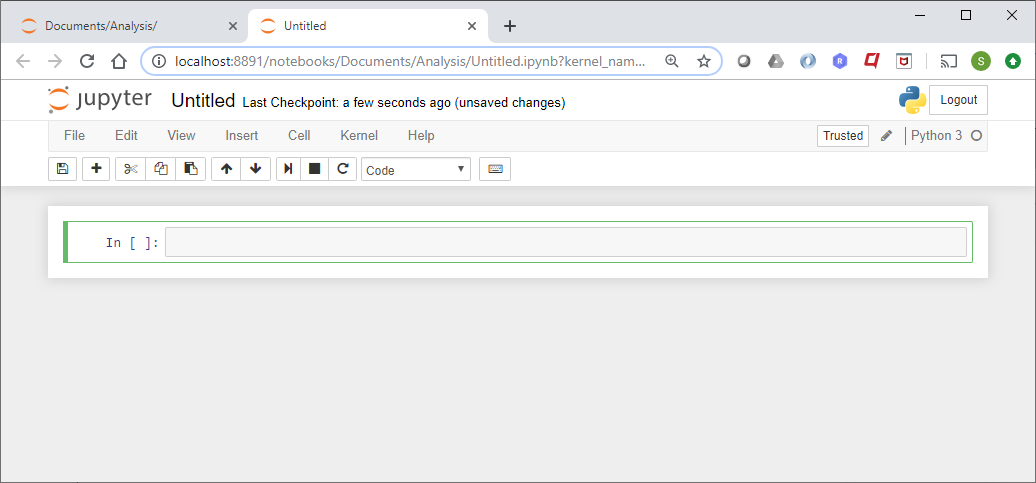 Documents/Analysis/ Untitled
localhost:8891/notebooks/Documents/Analysis/Untitled.ipynb?kernel_nam... R S
jupyter Untitled Last Checkpoint: a few seconds ago (unsaved changes) Logout
File Edit View Insert Cell Kernel Help Trusted Python 3
Code
In [ ]: